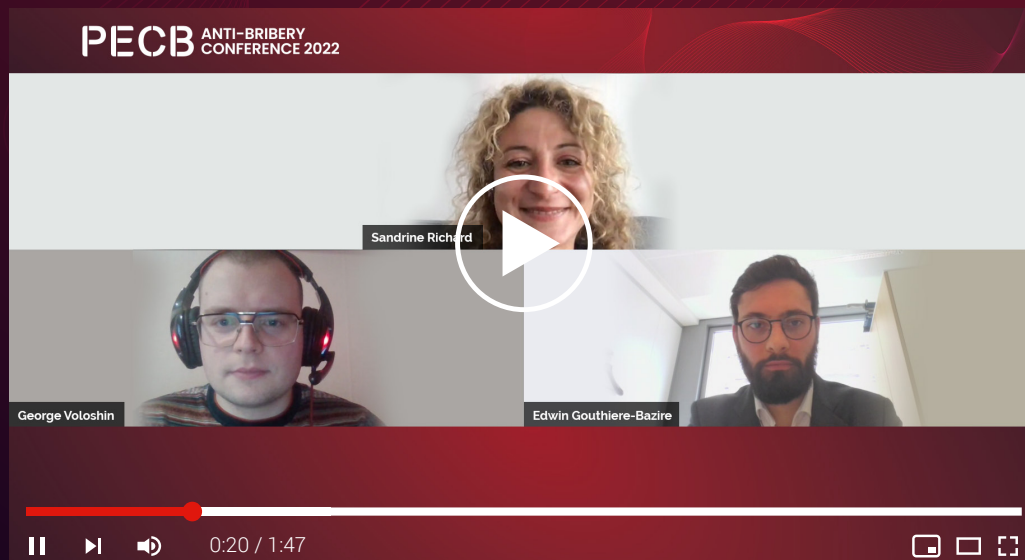 PECB ANTI-BRIBERY
CONFERENCE 2022
Sandrine Richard
George Voloshin
Edwin Gouthiere-Bazire
0:20 / 1:47